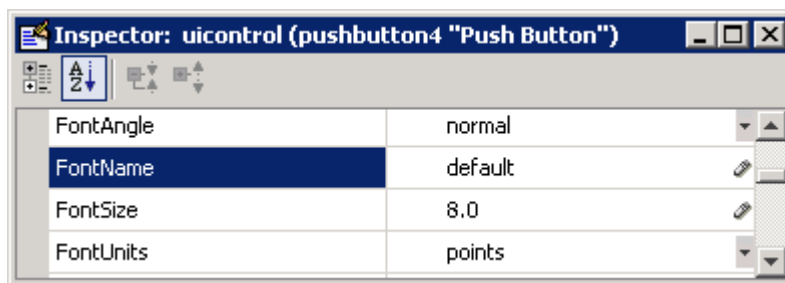 Inspector: uicontrol (pushbutton4 "Push Button")
A Z
FontAngle normal
FontName default
FontSize 8.0
FontUnits points